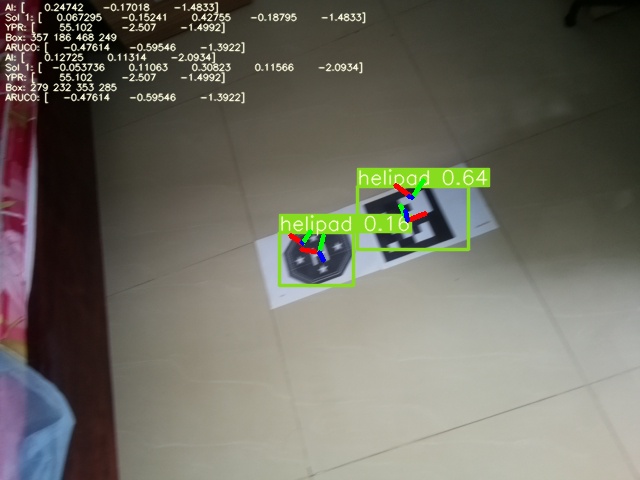 AI: [ 0.24742 -0.17018 -1.4833]
Sol 1: [ 0.067295 -0.15241 0.42755 -0.18795 -1.4833]
YPR: [ 55.102 -2.507 -1.4992]
Box: 357 186 468 249
ARUCO: [ -0.47614 -0.59546 -1.3922]
AI: [ 0.12725 0.11314 -2.0934]
Sol 1: [ -0.053736 0.11063 0.30823 0.11566 -2.0934]
YPR: [ 55.102 -2.507 -1.4992]
Box: 279 232 353 285
ARUCO: [ -0.47614 -0.59546 -1.3922]
helipad 0.64
helipad 0.16